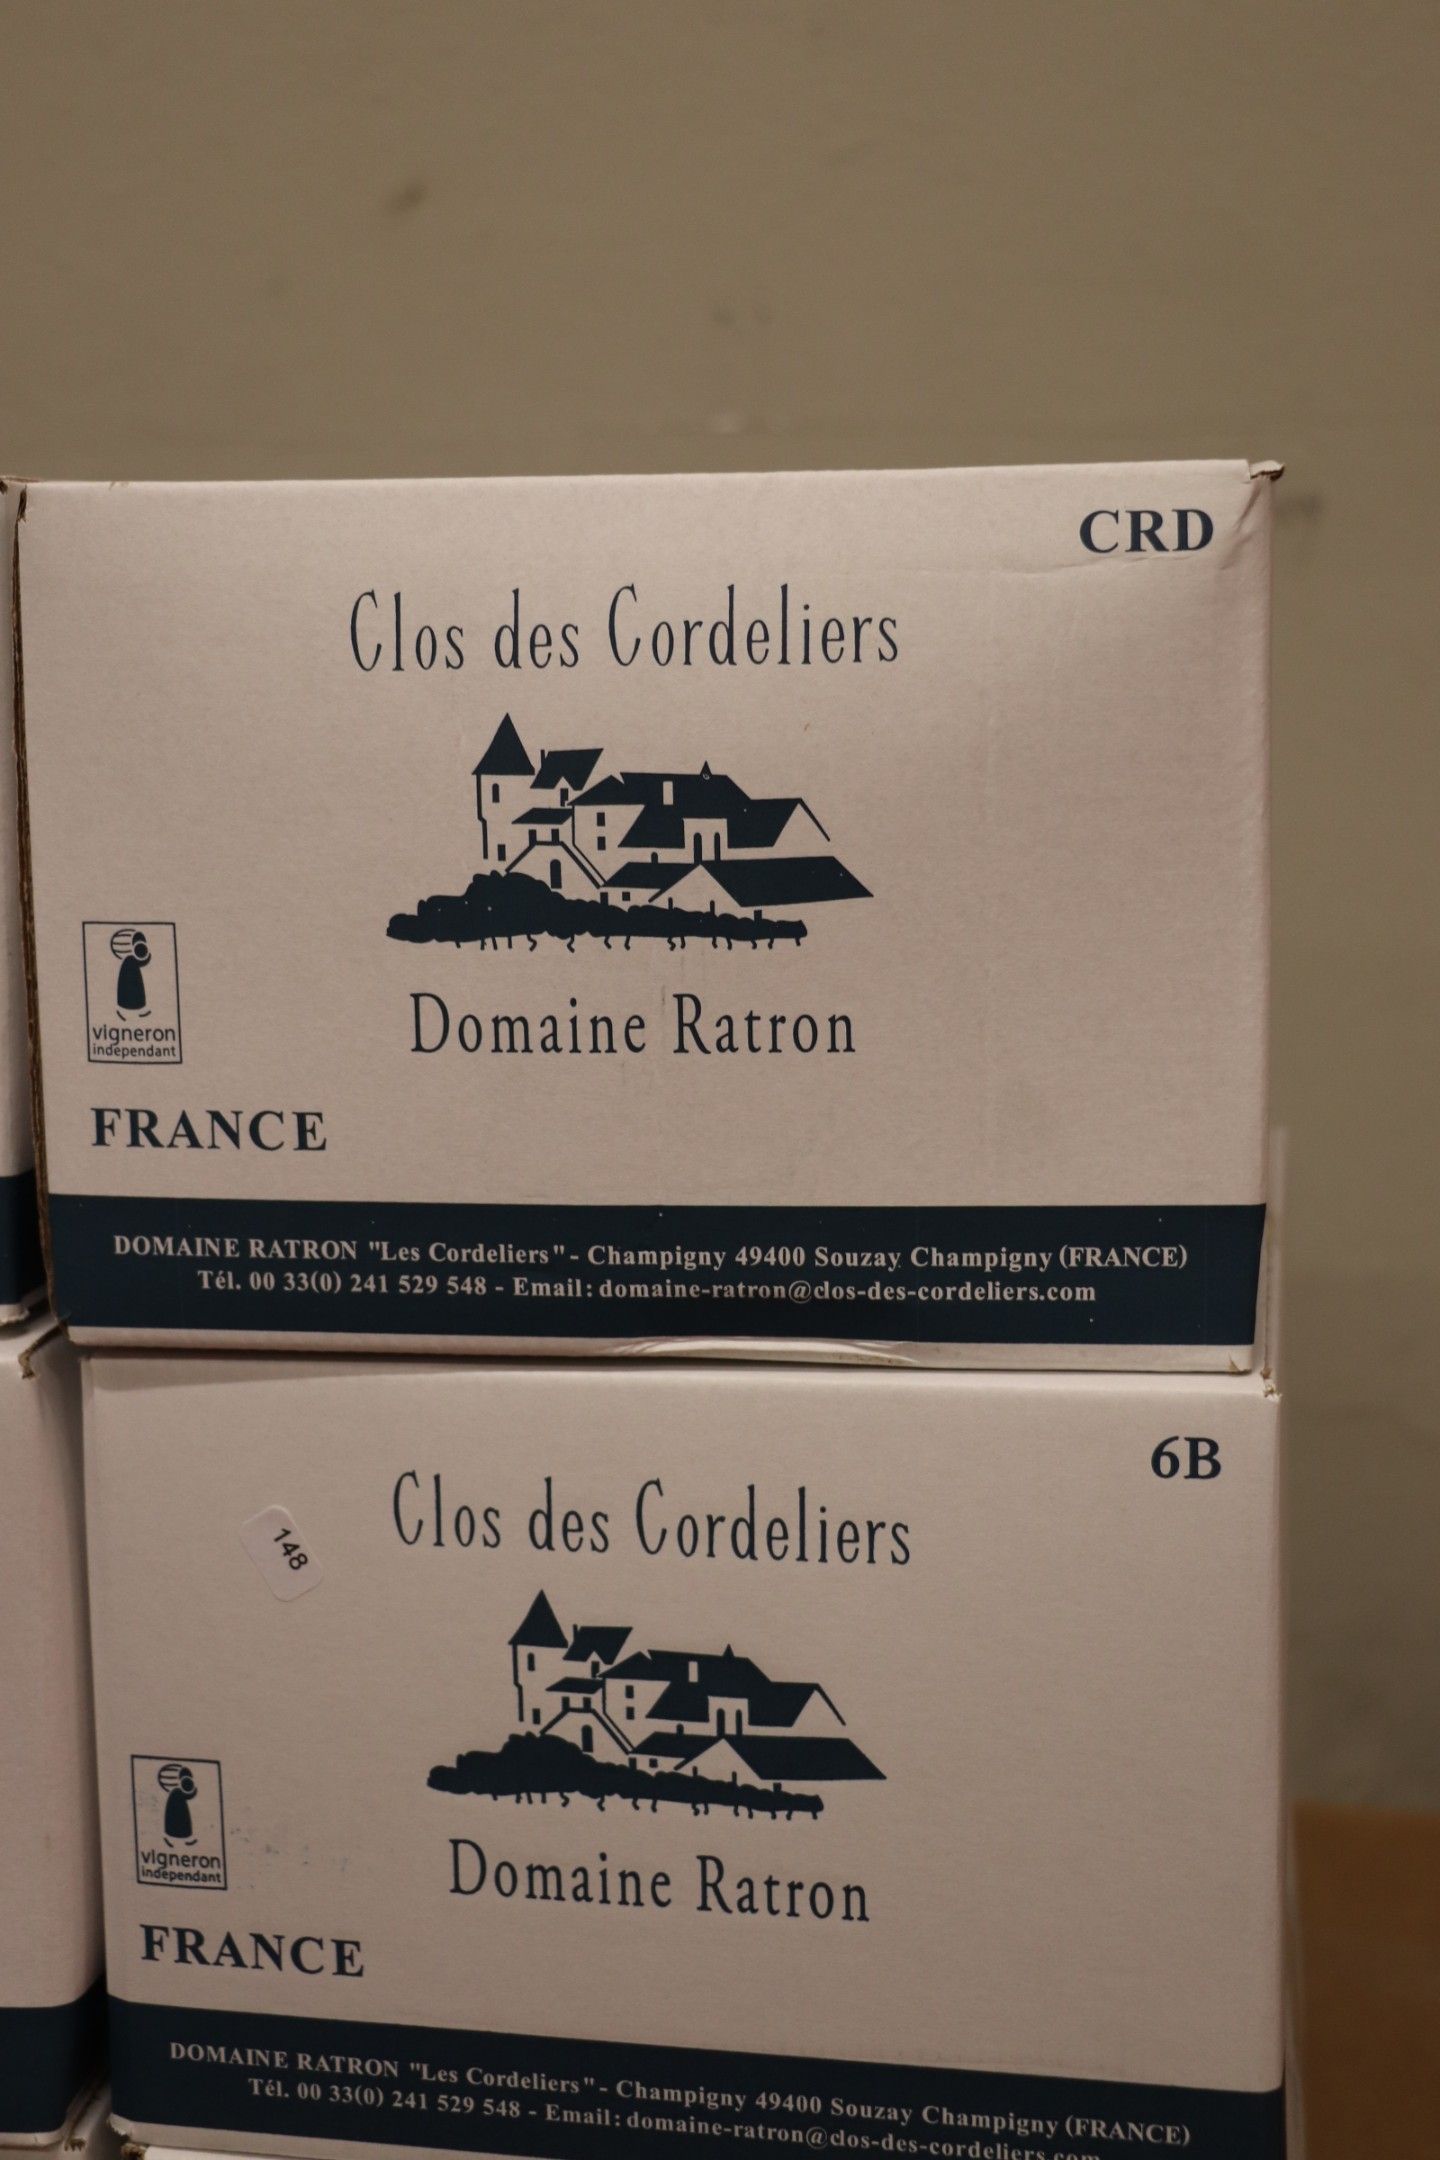 CRD
Clos des Cordeliers
vigneron
indépendant
Domaine Ratron
FRANCE
DOMAINE RATRON "Les Cordeliers" - Champigny 49400 Souzay Champigny (FRANCE)
Tél. 00 33(0) 241 529 548 - Email: domaine-ratron@clos-des-cordeliers.com
6B
Clos des Cordeliers
148
vigneron
indépendant
Domaine Ratron
FRANCE
DOMAINE RATRON "Les Cordeliers" - Champigny 49400 Souzay Champigny (FRANCE)
Tél. 00 33(0) 241 529 548 - Email: domaine-ratron@clos-des-cordeliers.com